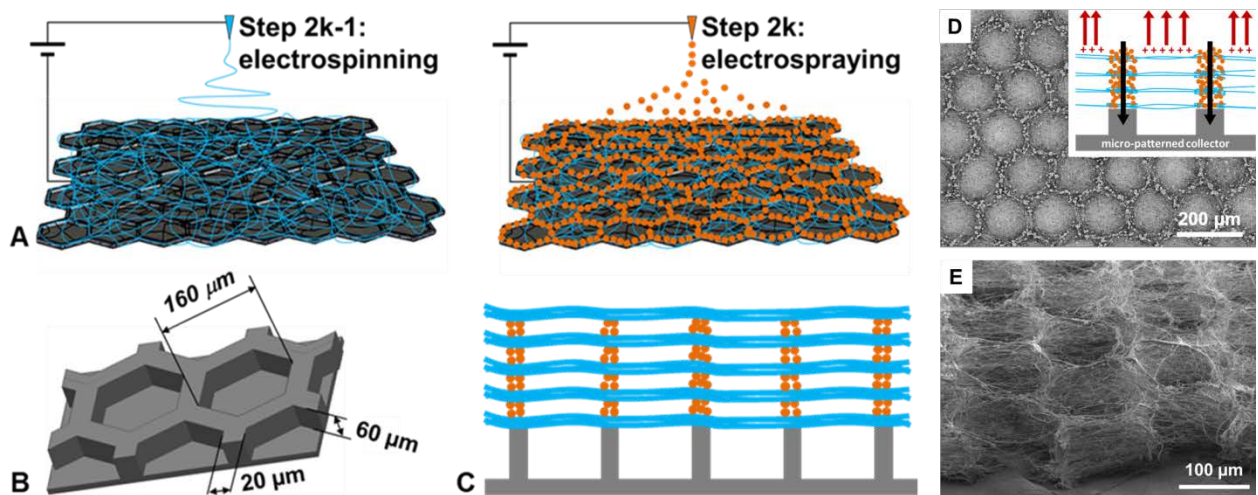 Step 2k-1:
electrospinning
Step 2k:
electrospraying
A
160 µm
60 µm
20 µm
B
C
D
+++ ++++++ +++
micro-patterned collector
200 µm
E
100 µm